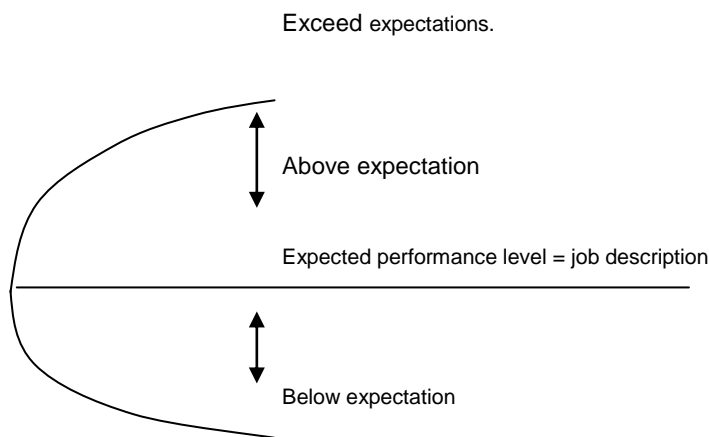 Exceed expectations.
Above expectation
Expected performance level = job description
Below expectation